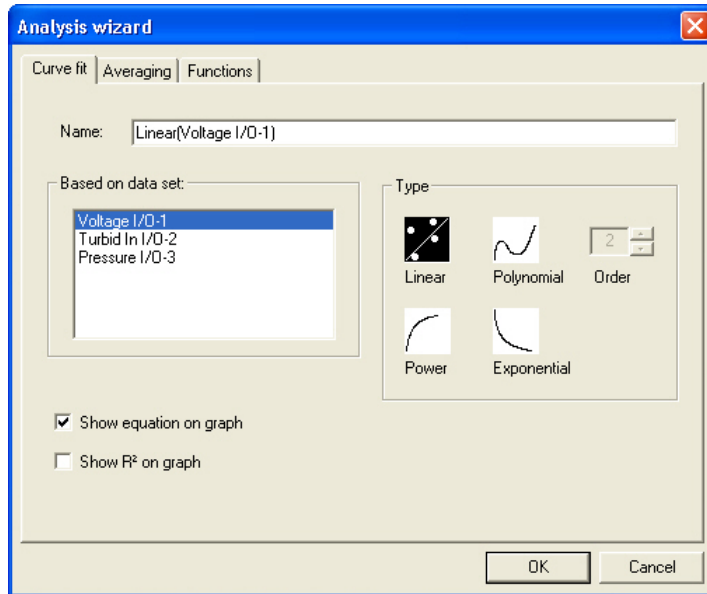 Analysis wizard
Curve fit
Averaging
Functions
Name:
Linear(Voltage I/O-1)
Based on data set:
Voltage I/O-1
Turbid In I/O-2
Pressure I/O-3
Type
2
Linear
Polynomial
Order
Power
Exponential
Show equation on graph
Show R² on graph
OK
Cancel